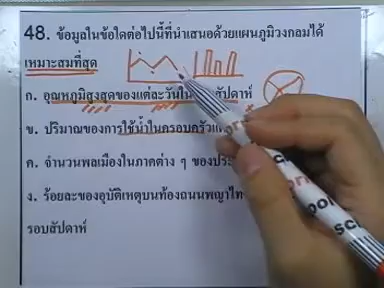 48. ข้อมูลในข้อใดต่อไปนี้ที่นำเสนอด้วยแผนภูมิวงกลมได้
เหมาะสมที่สุด
ก. อุณหภูมิสูงสุดของแต่ละวันใน สัปดาห์
ข. ปริมาณของการใช้น้ำในครอบครัว
ค. จำนวนพลเมืองในภาคต่าง ๆ ของ
ง. ร้อยละของอุบัติเหตุบนท้องถนนพญาไท
รอบสัปดาห์